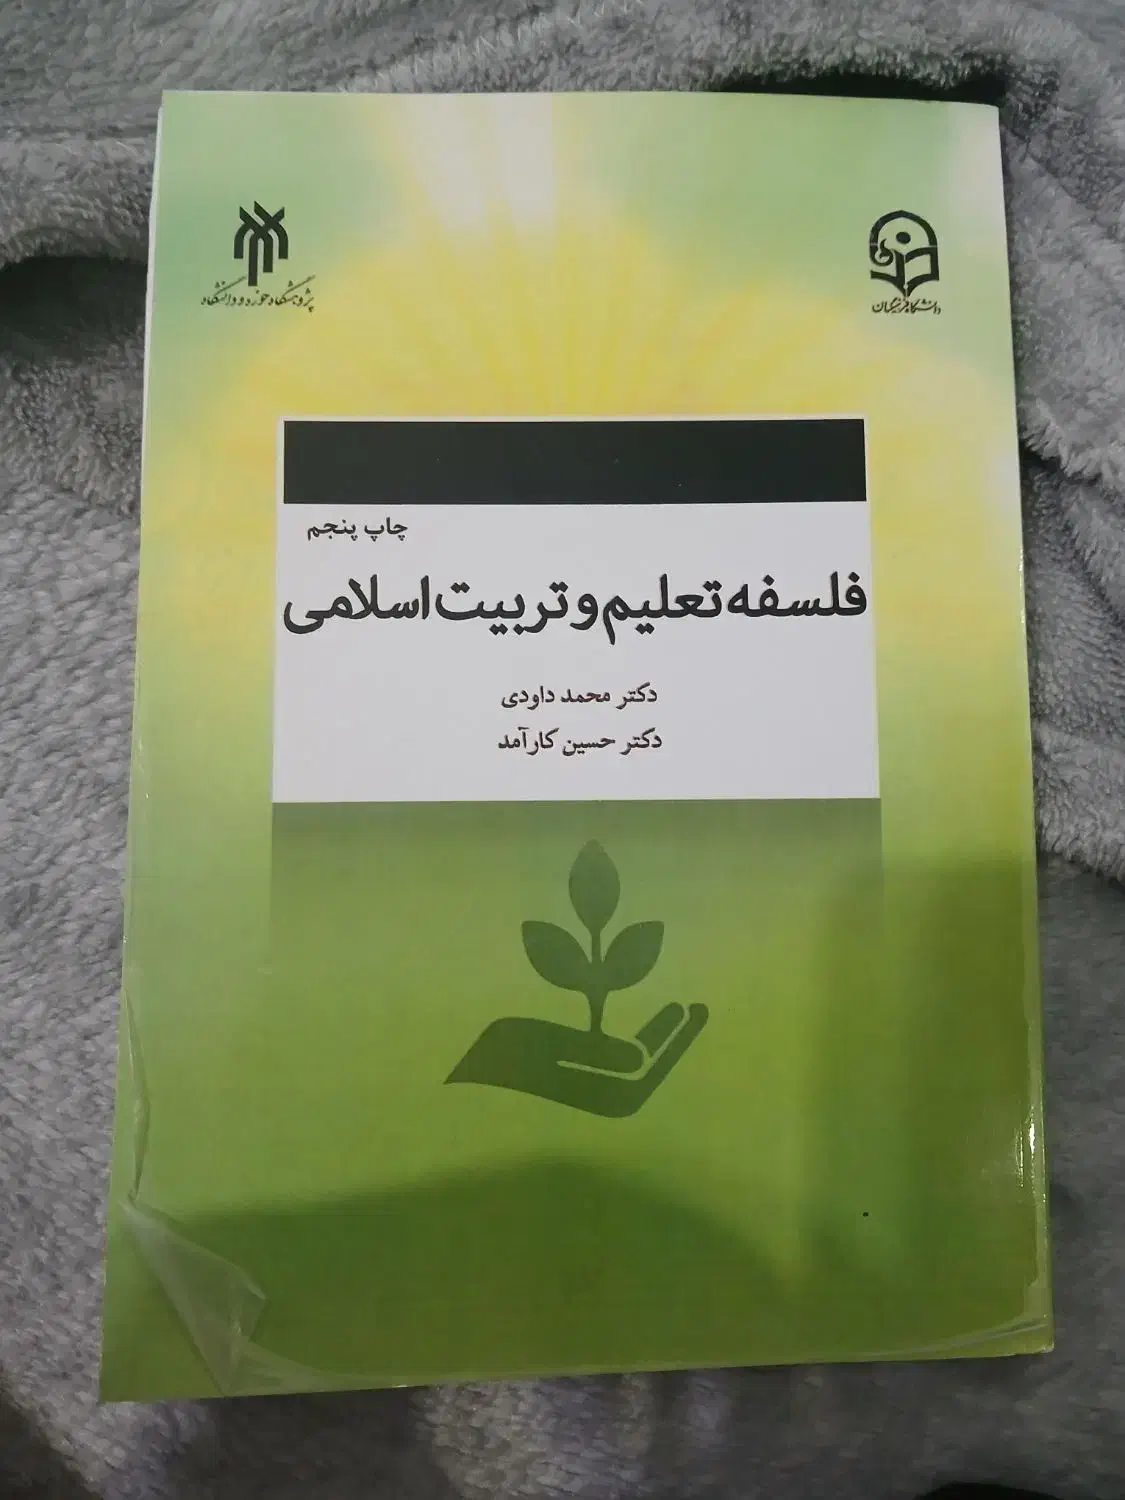 دانشگاه فرهنگیان
پژوهشگاه حوزه و دانشگاه
چاپ پنجم
فلسفه تعلیم و تربیت اسلامی
دکتر محمد داودی
دکتر حسین کارآمد